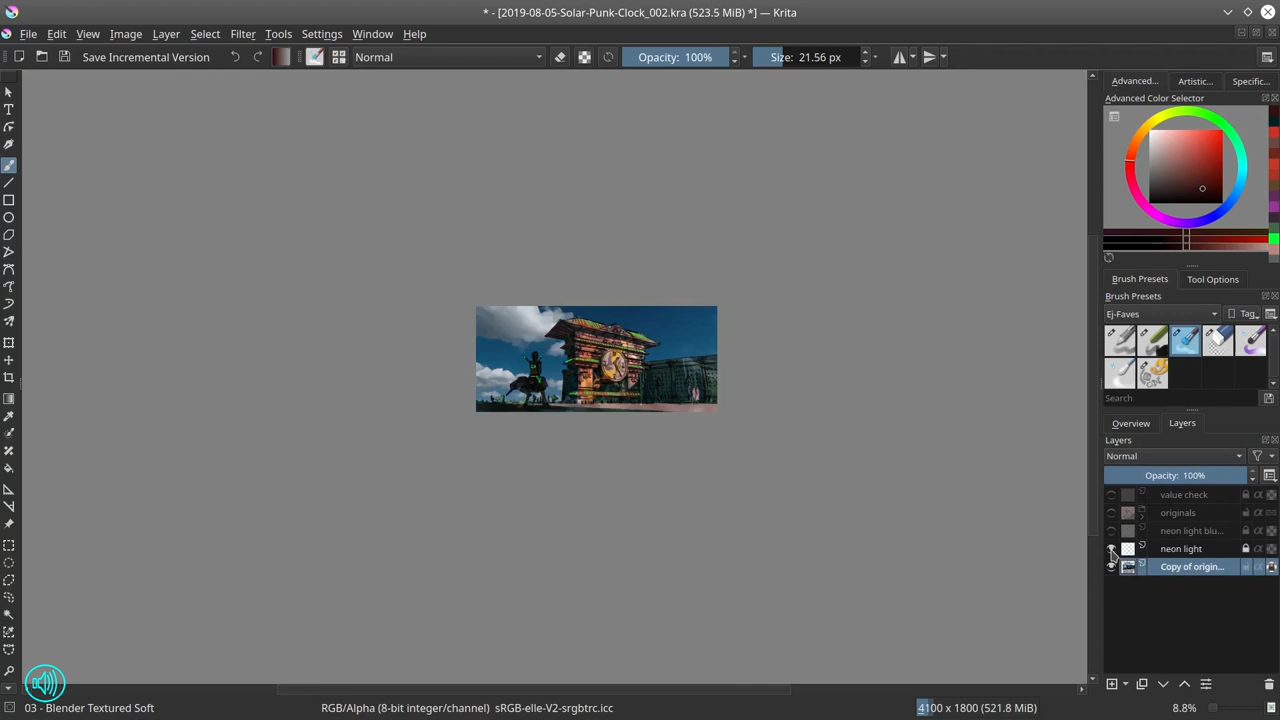 * - [2019-08-05-Solar-Punk-Clock_002.kra (523.5 MiB) *] — Krita
File Edit View Image Layer Select Filter Tools Settings Window Help
Save Incremental Version Normal Opacity: 100% Size: 21.56 px
Advanced... Artistic... Specific...
Advanced Color Selector
Brush Presets Tool Options
Brush Presets
Ej-Faves Tag
Search
Overview Layers
Layers
Normal
Opacity: 100%
value check
originals
neon light blu...
neon light
Copy of origin...
03 - Blender Textured Soft RGB/Alpha (8-bit integer/channel) sRGB-elle-V2-srgbtrc.icc 4100 x 1800 (521.8 MiB) 8.8%